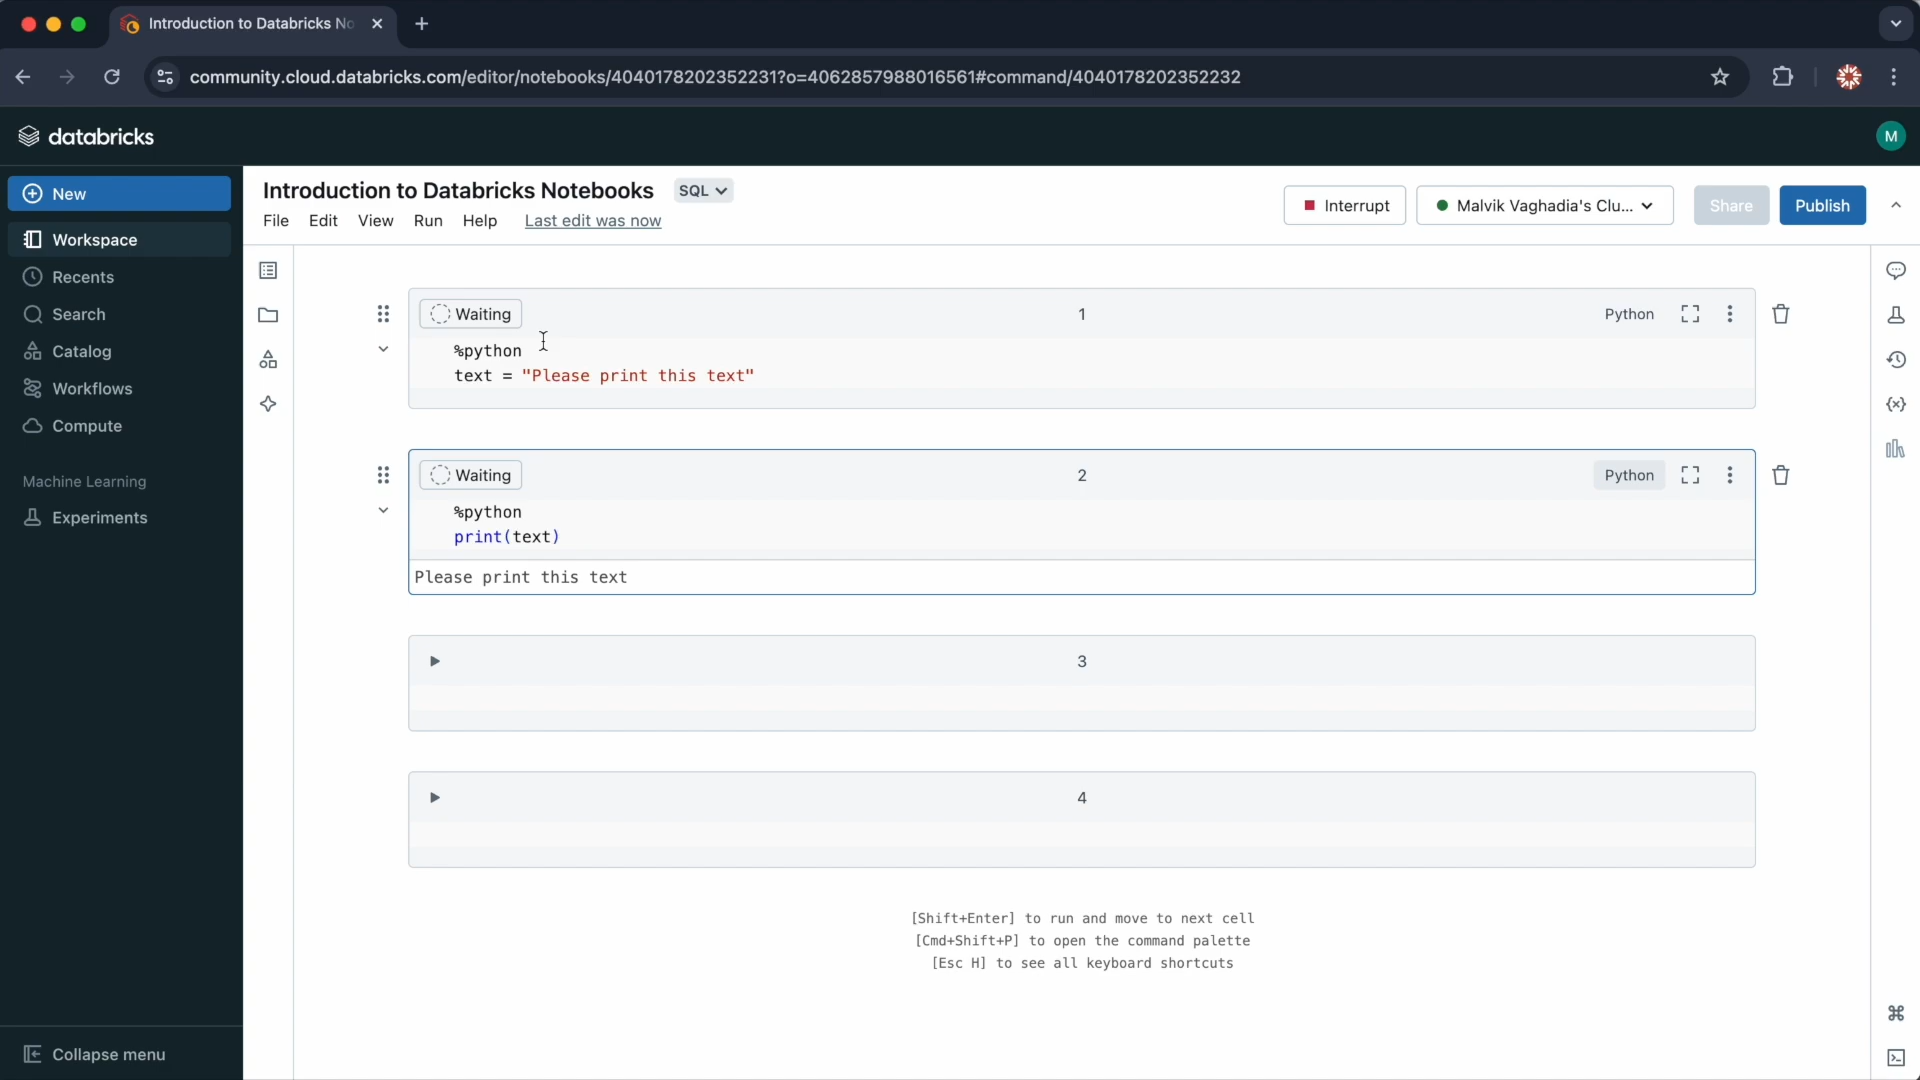 Introduction to Databricks No
community.cloud.databricks.com/editor/notebooks/4040178202352231?o=4062857988016561#command/4040178202352232
databricks
M
New
Workspace
Recents
Search
Catalog
Workflows
Compute
Machine Learning
Experiments
Collapse menu
Introduction to Databricks Notebooks
SQL
File Edit View Run Help Last edit was now
Interrupt
Malvik Vaghadia's Clu...
Share
Publish
Waiting 1 Python
%python
text = "Please print this text"
Waiting 2 Python
%python
print(text)
Please print this text
3
4
[Shift+Enter] to run and move to next cell
[Cmd+Shift+P] to open the command palette
[Esc H] to see all keyboard shortcuts